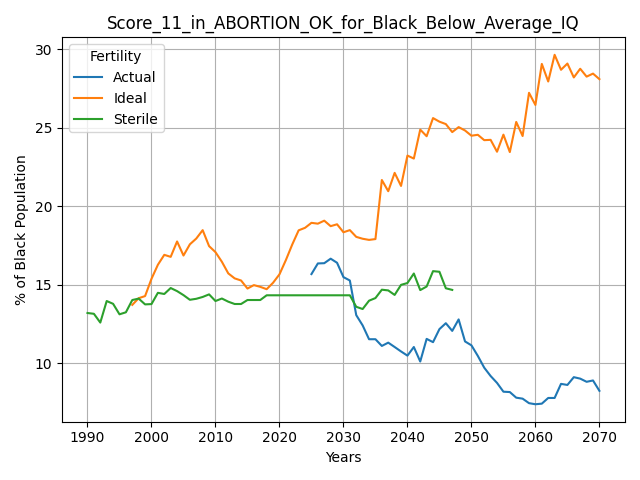 Score_11_in_ABORTION_OK_for_Black_Below_Average_IQ
Fertility
Actual
Ideal
Sterile
% of Black Population
30
25
20
15
10
1990 2000 2010 2020 2030 2040 2050 2060 2070
Years